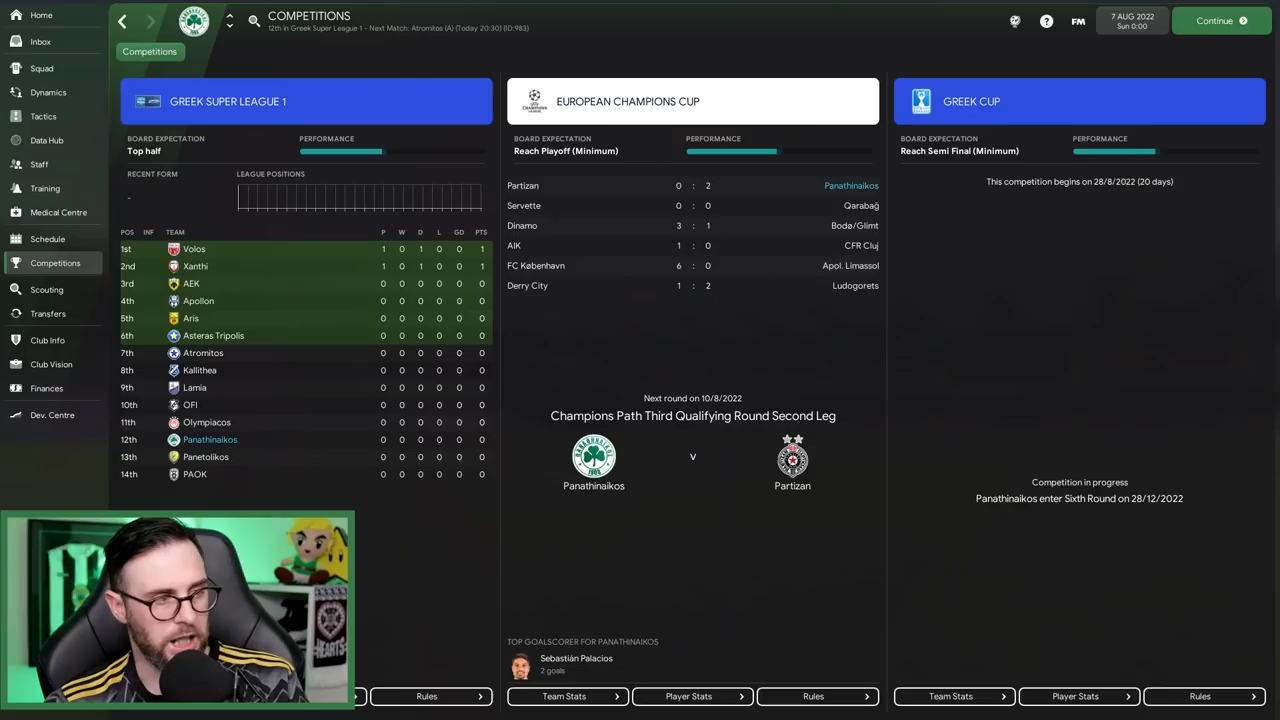 Home
COMPETITIONS
12th in Greek Super League 1 - Next Match: Atromitos (A) (Today 20:30) (ID:983)
FM
7 AUG 2022
Sun 0:00
Continue
Inbox
Squad
Dynamics
Tactics
Data Hub
Staff
Training
Medical Centre
Schedule
Competitions
Scouting
Transfers
Club Info
Club Vision
Finances
Dev. Centre
Competitions
GREEK SUPER LEAGUE 1
BOARD EXPECTATION PERFORMANCE
Top half
RECENT FORM LEAGUE POSITIONS
-
POS INF TEAM P W D L GD PTS
1st Volos 1 0 1 0 0 1
2nd Xanthi 1 0 1 0 0 1
3rd AEK 0 0 0 0 0 0
4th Apollon 0 0 0 0 0 0
5th Aris 0 0 0 0 0 0
6th Asteras Tripolis 0 0 0 0 0 0
7th Atromitos 0 0 0 0 0 0
8th Kallithea 0 0 0 0 0 0
9th Lamia 0 0 0 0 0 0
10th OFI 0 0 0 0 0 0
11th Olympiacos 0 0 0 0 0 0
12th Panathinaikos 0 0 0 0 0 0
13th Panetolikos 0 0 0 0 0 0
14th PAOK 0 0 0 0 0 0
Rules
EUROPEAN CHAMPIONS CUP
BOARD EXPECTATION PERFORMANCE
Reach Playoff (Minimum)
Partizan 0 : 2 Panathinaikos
Servette 0 : 0 Qarabağ
Dinamo 3 : 1 Bodø/Glimt
AIK 1 : 0 CFR Cluj
FC København 6 : 0 Apol. Limassol
Derry City 1 : 2 Ludogorets
Next round on 10/8/2022
Champions Path Third Qualifying Round Second Leg
V
Panathinaikos Partizan
TOP GOALSCORER FOR PANATHINAIKOS
Sebastián Palacios
2 goals
Team Stats Player Stats Rules
GREEK CUP
BOARD EXPECTATION PERFORMANCE
Reach Semi Final (Minimum)
This competition begins on 28/8/2022 (20 days)
Competition in progress
Panathinaikos enter Sixth Round on 28/12/2022
Team Stats Player Stats Rules
HEARTS